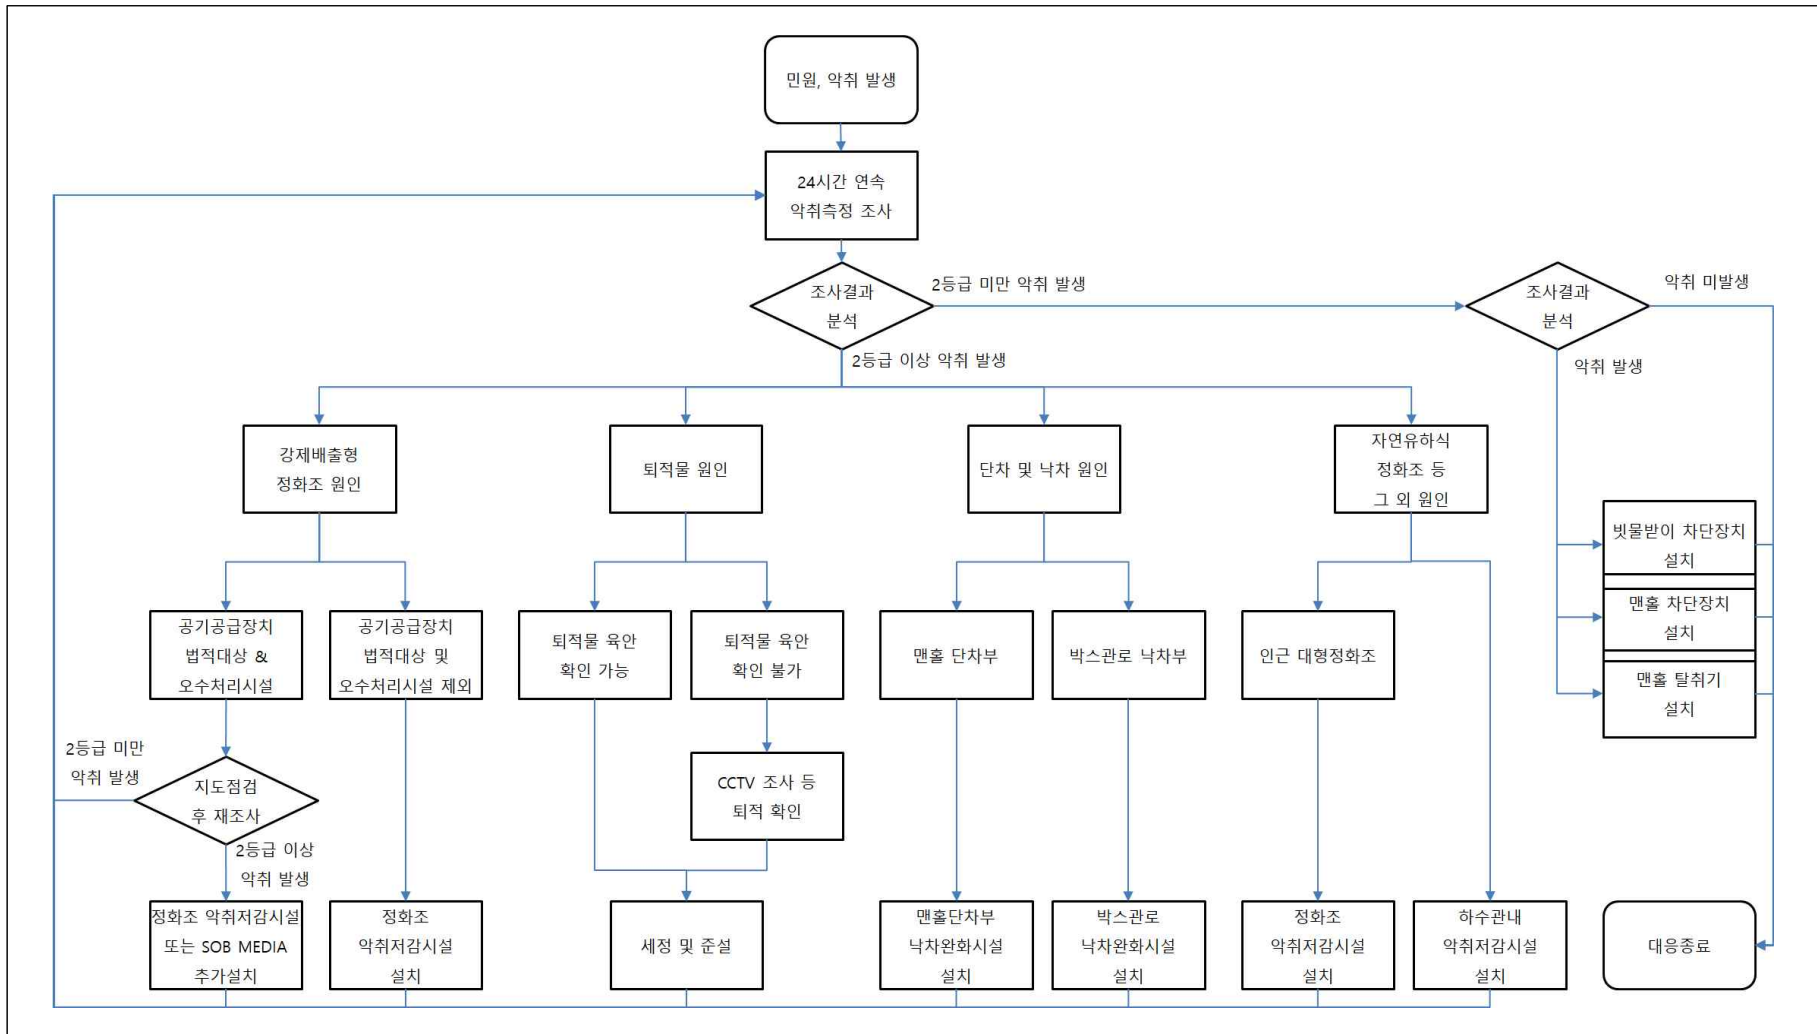 민원, 악취 발생
24시간 연속
악취측정 조사
조사결과
분석
2등급 미만 악취 발생
조사결과
분석
악취 미발생
2등급 이상 악취 발생
악취 발생
강제배출형
정화조 원인
퇴적물 원인
단차 및 낙차 원인
자연유하식
정화조 등
그 외 원인
빗물받이 차단장치
설치
맨홀 차단장치
설치
맨홀 탈취기
설치
공기공급장치
법적대상 &
오수처리시설
공기공급장치
법적대상 및
오수처리시설 제외
퇴적물 육안
확인 가능
퇴적물 육안
확인 불가
맨홀 단차부
박스관로 낙차부
인근 대형정화조
2등급 미만
악취 발생
지도점검
후 재조사
CCTV 조사 등
퇴적 확인
2등급 이상
악취 발생
정화조 악취저감시설
또는 SOB MEDIA
추가설치
정화조
악취저감시설
설치
세정 및 준설
맨홀단차부
낙차완화시설
설치
박스관로
낙차완화시설
설치
정화조
악취저감시설
설치
하수관내
악취저감시설
설치
대응종료